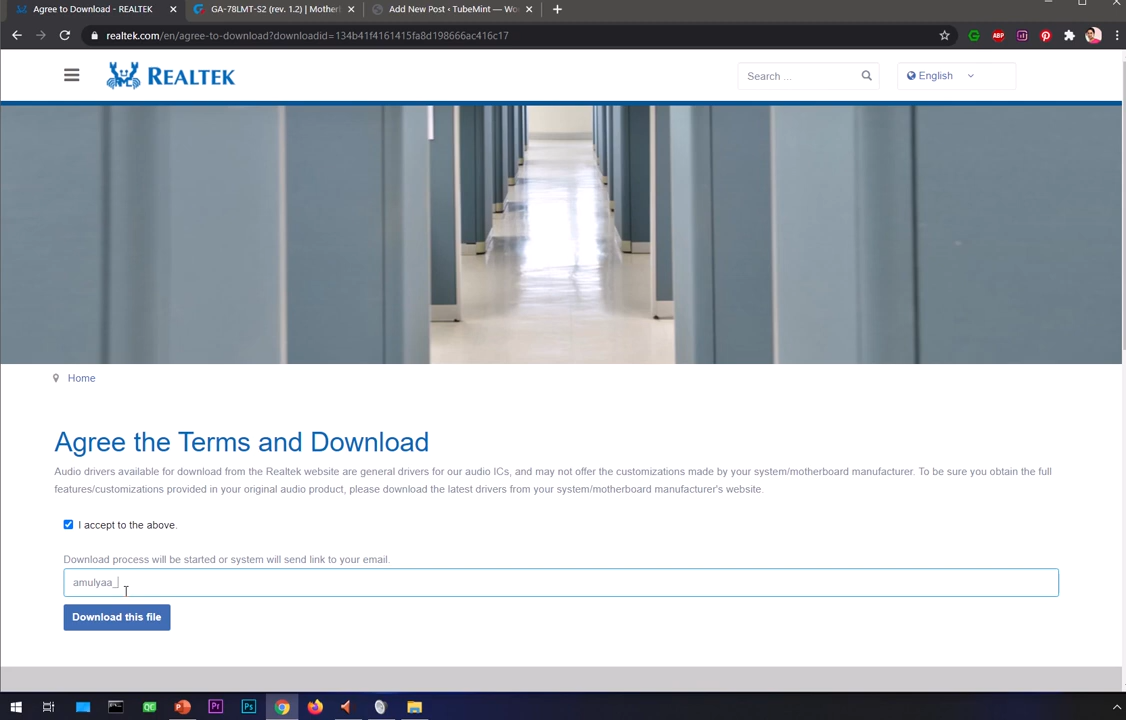 Agree to Download - REALTEK
GA-78LMT-S2 (rev. 1.2) | Motherb
Add New Post ‹ TubeMint — Wo
realtek.com/en/agree-to-download?downloadid=134b41f4161415fa8d198666ac416c17
ABP
REALTEK
Search ...
English
Home
Agree the Terms and Download
Audio drivers available for download from the Realtek website are general drivers for our audio ICs, and may not offer the customizations made by your system/motherboard manufacturer. To be sure you obtain the full
features/customizations provided in your original audio product, please download the latest drivers from your system/motherboard manufacturer's website.
I accept to the above.
Download process will be started or system will send link to your email.
amulyaa_
Download this file
QC
Pr
Ps